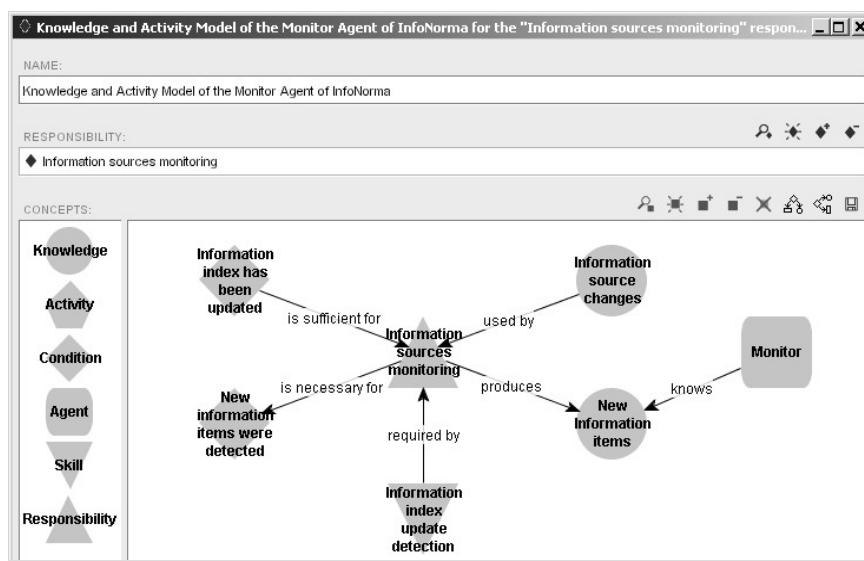 Knowledge and Activity Model of the Monitor Agent of InfoNorma for the "Information sources monitoring" respon...
NAME:
Knowledge and Activity Model of the Monitor Agent of InfoNorma
RESPONSIBILITY:
Information sources monitoring
CONCEPTS:
Knowledge
Activity
Condition
Agent
Skill
Responsibility
Information
index has
been
updated
Information
source
changes
is sufficient for
used by
Information
sources
monitoring
Monitor
is necessary for
produces
knows
New
information
items were
detected
New
Information
items
required by
Information
index
update
detection